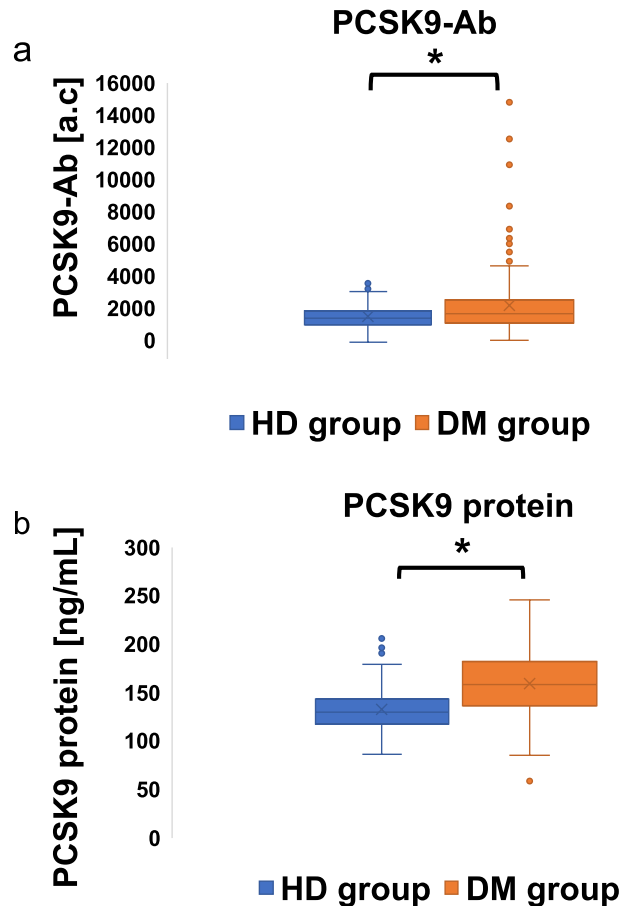 a
PCSK9-Ab
*
PCSK9-Ab [a.c]
16000
14000
12000
10000
8000
6000
4000
2000
0
HD group DM group
b
PCSK9 protein
*
PCSK9 protein [ng/mL]
300
250
200
150
100
50
0
HD group DM group